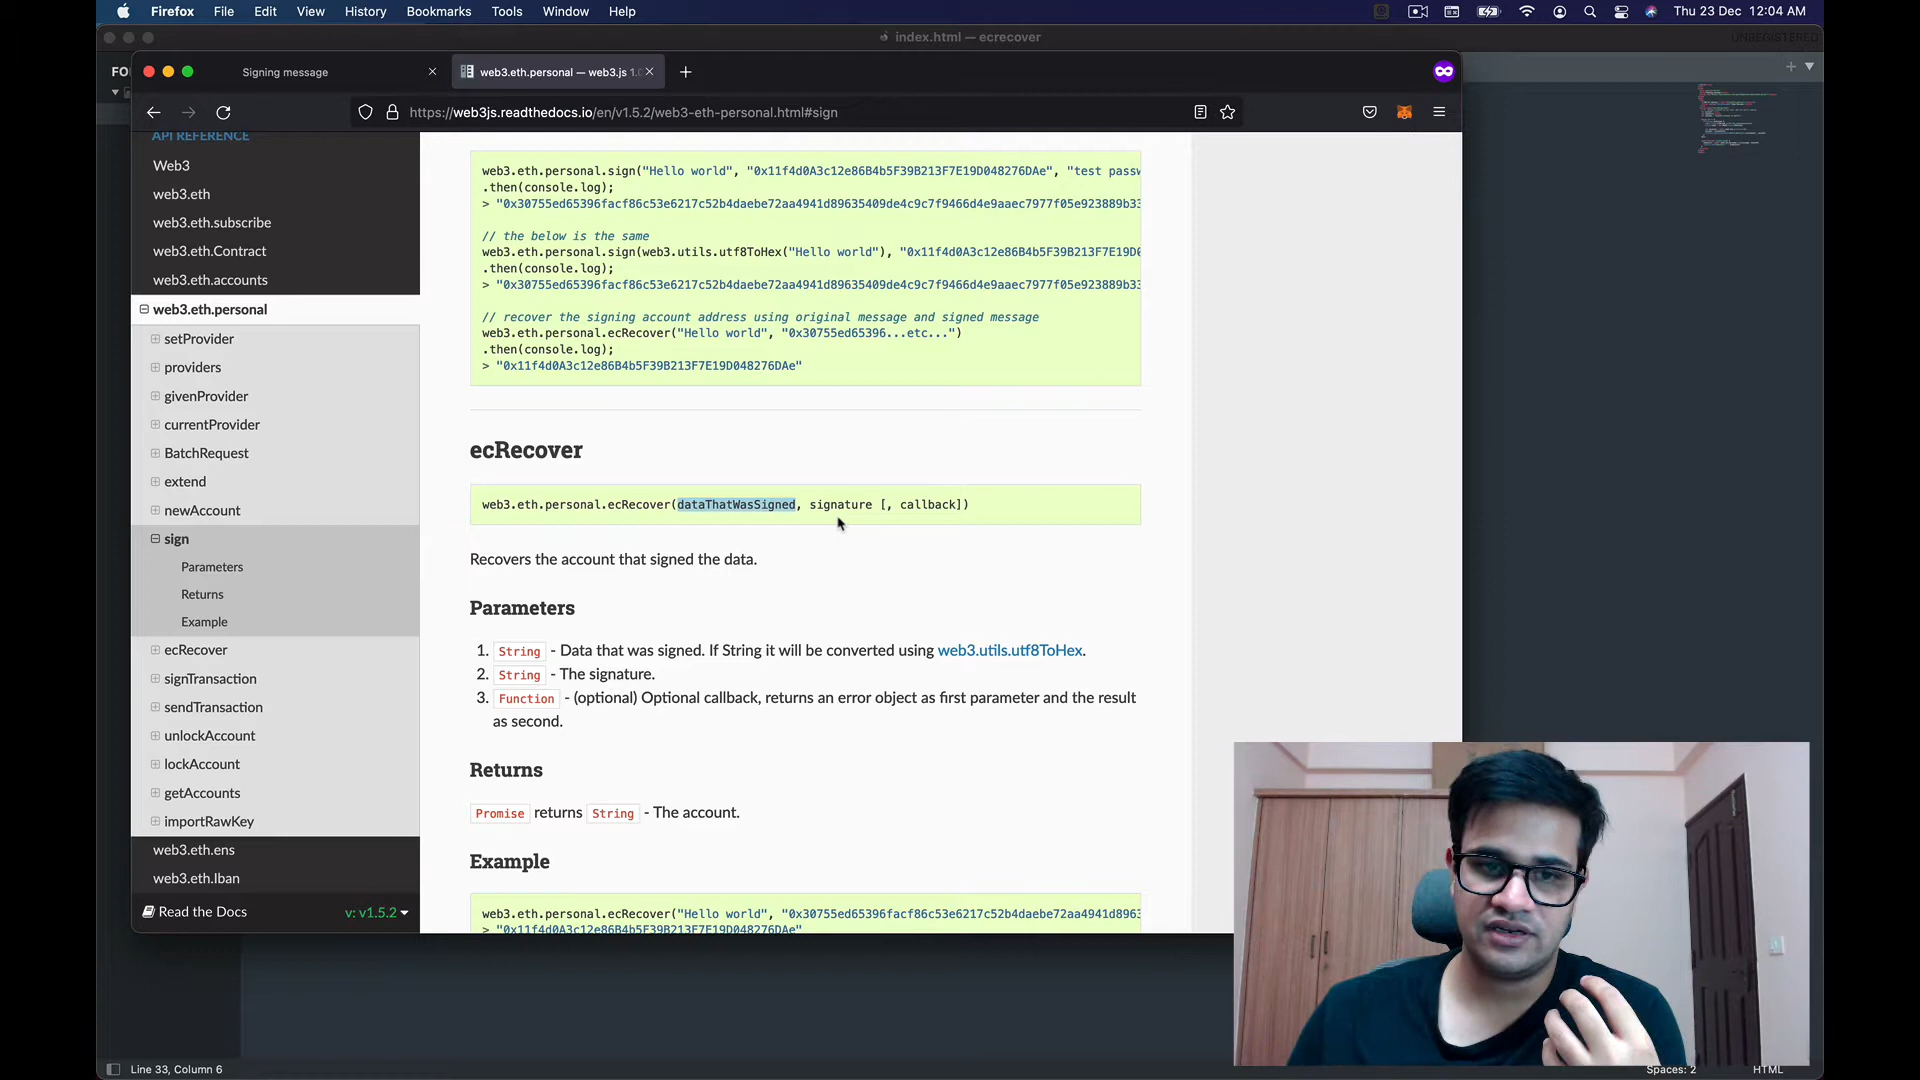 Firefox File Edit View History Bookmarks Tools Window Help Thu 23 Dec 12:04 AM
index.html — ecrecover UNREGISTERED
FO
Signing message
web3.eth.personal — web3.js 1.0
https://web3js.readthedocs.io/en/v1.5.2/web3-eth-personal.html#sign
API REFERENCE
Web3
web3.eth
web3.eth.subscribe
web3.eth.Contract
web3.eth.accounts
web3.eth.personal
setProvider
providers
givenProvider
currentProvider
BatchRequest
extend
newAccount
sign
Parameters
Returns
Example
ecRecover
signTransaction
sendTransaction
unlockAccount
lockAccount
getAccounts
importRawKey
web3.eth.ens
web3.eth.Iban
Read the Docs v: v1.5.2
web3.eth.personal.sign("Hello world", "0x11f4d0A3c12e86B4b5F39B213F7E19D048276DAe", "test passw
.then(console.log);
> "0x30755ed65396facf86c53e6217c52b4daebe72aa4941d89635409de4c9c7f9466d4e9aaec7977f05e923889b33
// the below is the same
web3.eth.personal.sign(web3.utils.utf8ToHex("Hello world"), "0x11f4d0A3c12e86B4b5F39B213F7E19D0
.then(console.log);
> "0x30755ed65396facf86c53e6217c52b4daebe72aa4941d89635409de4c9c7f9466d4e9aaec7977f05e923889b33
// recover the signing account address using original message and signed message
web3.eth.personal.ecRecover("Hello world", "0x30755ed65396...etc...")
.then(console.log);
> "0x11f4d0A3c12e86B4b5F39B213F7E19D048276DAe"
ecRecover
web3.eth.personal.ecRecover(dataThatWasSigned, signature [, callback])
Recovers the account that signed the data.
Parameters
1. String - Data that was signed. If String it will be converted using web3.utils.utf8ToHex.
2. String - The signature.
3. Function - (optional) Optional callback, returns an error object as first parameter and the result
as second.
Returns
Promise returns String - The account.
Example
web3.eth.personal.ecRecover("Hello world", "0x30755ed65396facf86c53e6217c52b4daebe72aa4941d8963
> "0x11f4d0A3c12e86B4b5F39B213F7E19D048276DAe"
Line 33, Column 6 Spaces: 2 HTML